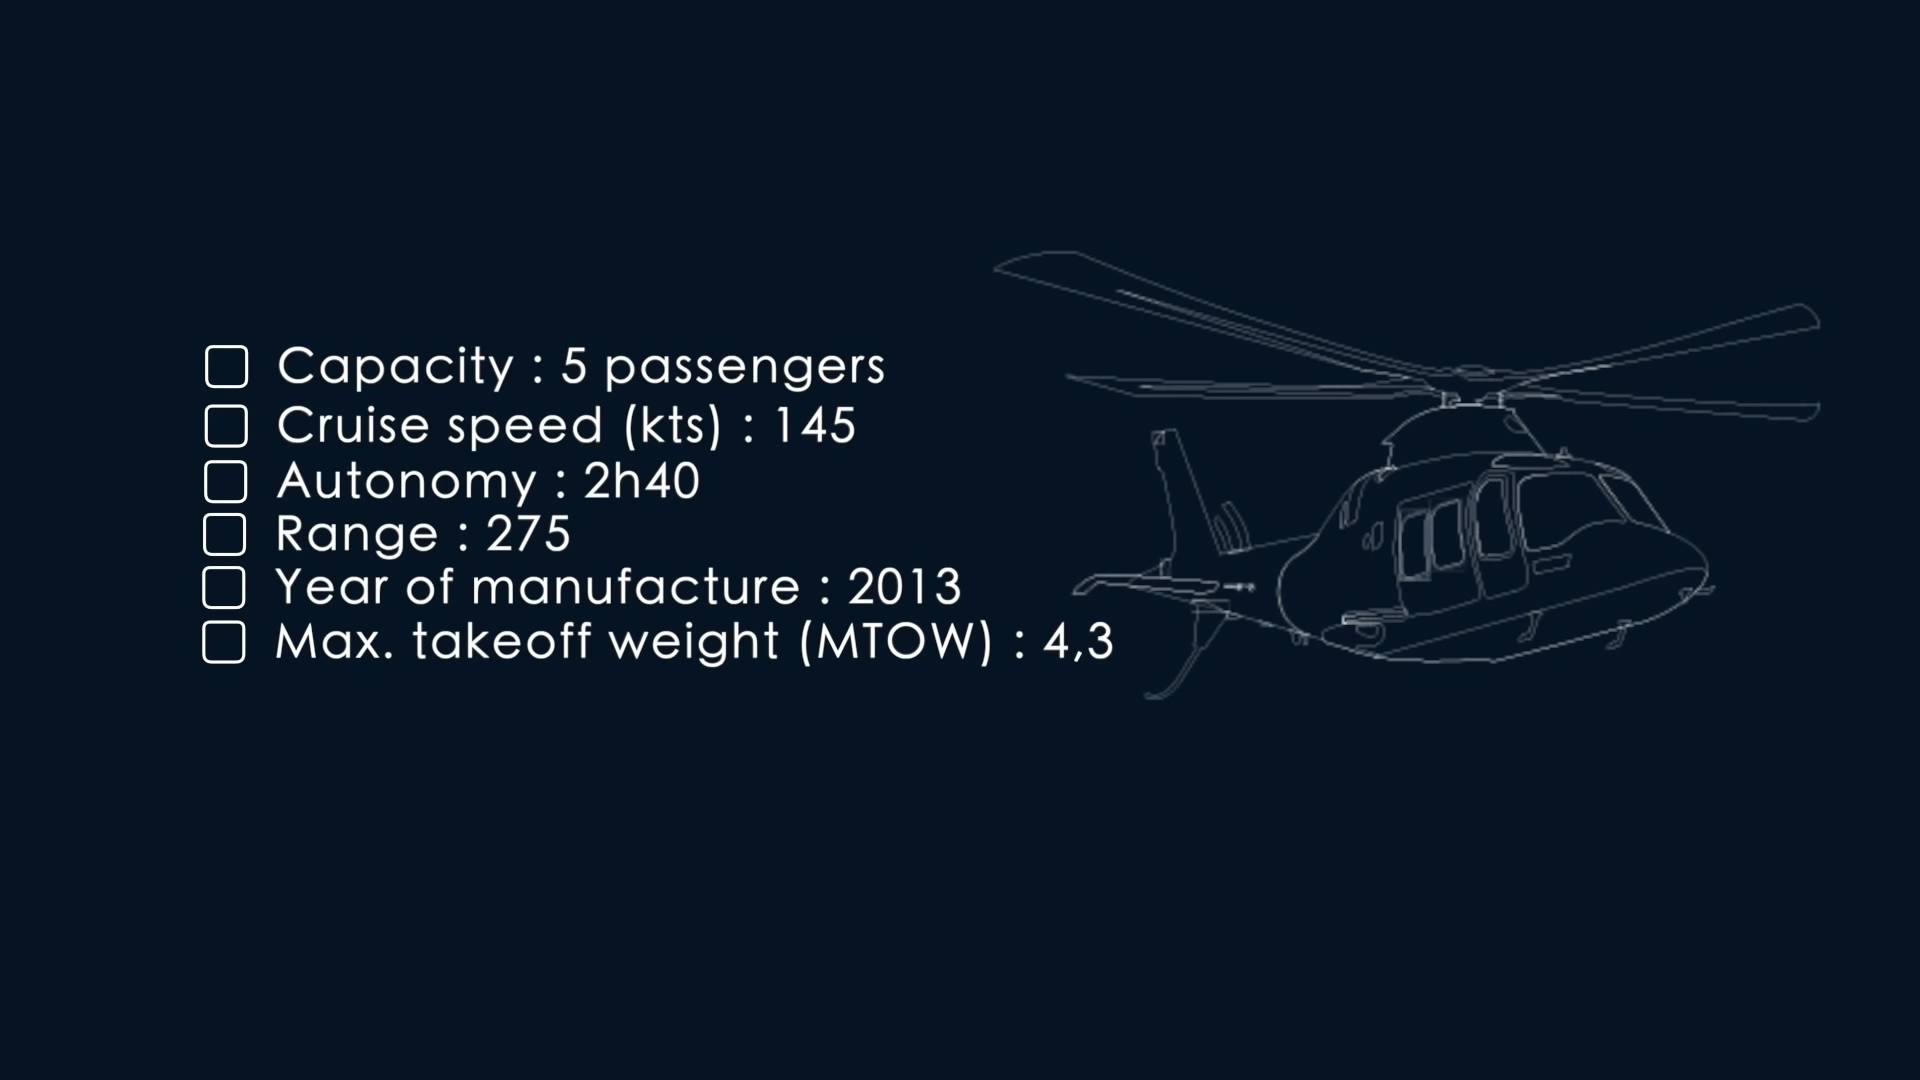 Capacity : 5 passengers
Cruise speed (kts) : 145
Autonomy : 2h40
Range : 275
Year of manufacture : 2013
Max. takeoff weight (MTOW) : 4,3